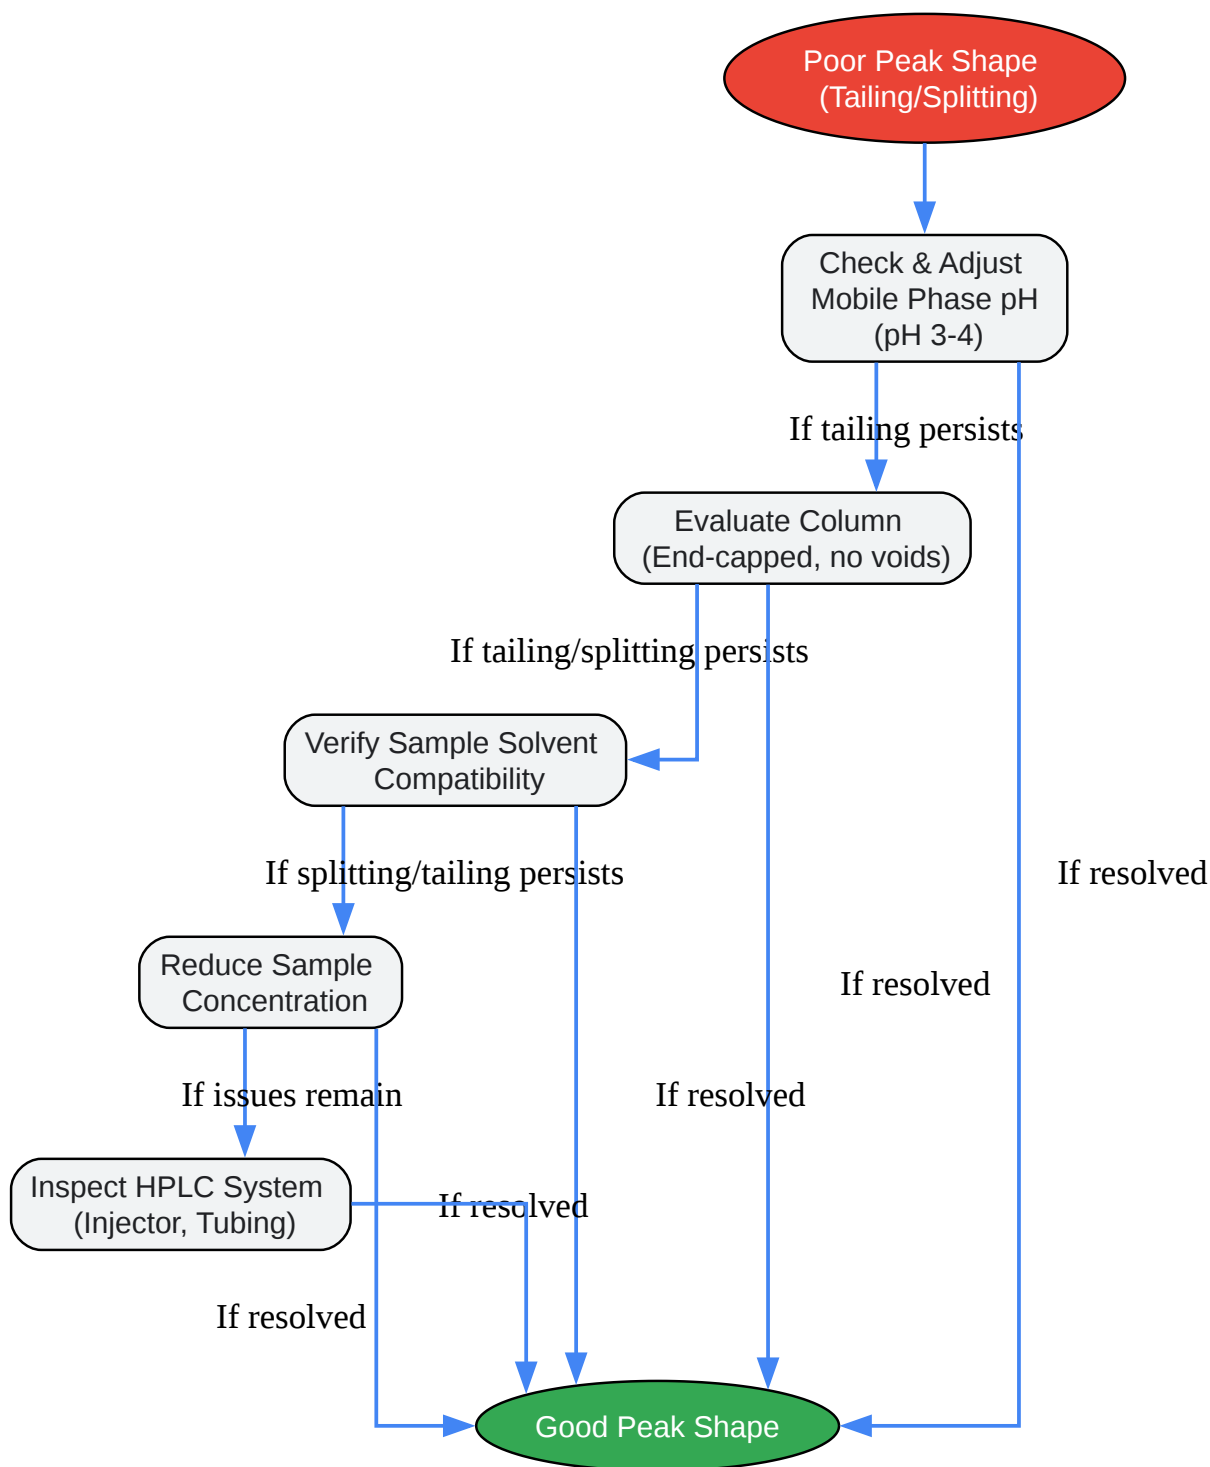 Poor Peak Shape
(Tailing/Splitting)
Check & Adjust
Mobile Phase pH
(pH 3-4)
If tailing persists
Evaluate Column
(End-capped, no voids)
If tailing/splitting persists
Verify Sample Solvent
Compatibility
If splitting/tailing persists
If resolved
Reduce Sample
Concentration
If resolved
If issues remain
If resolved
Inspect HPLC System
(Injector, Tubing)
If resolved
If resolved
Good Peak Shape